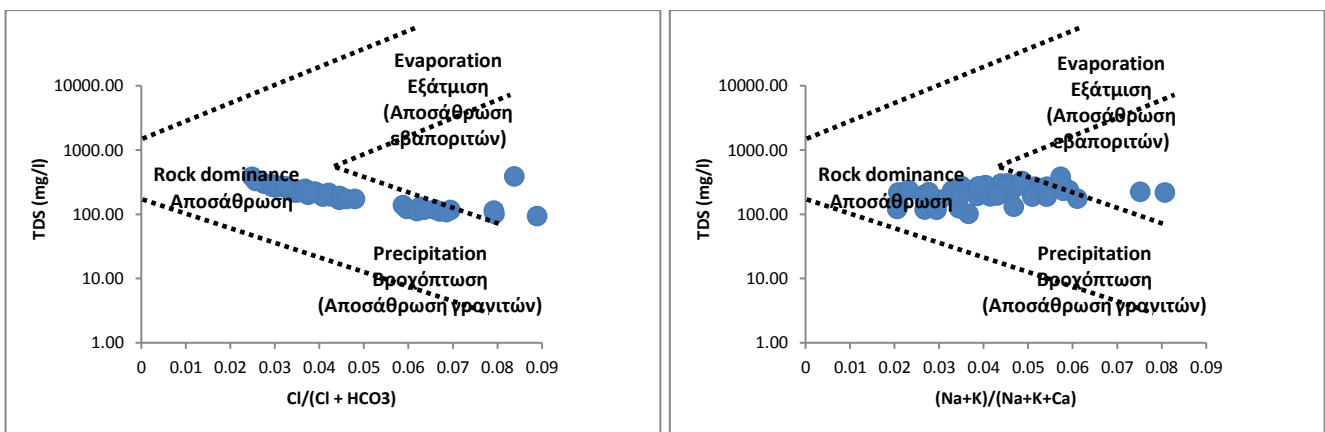 Evaporation
Εξάτμιση
(Αποσάθρωση
εβαποριτών)
10000.00
1000.00
100.00
10.00
1.00
TDS (mg/l)
Rock dominance
Αποσάθρωση
Precipitation
Βροχόπτωση
(Αποσάθρωση γρανιτών)
0 0.01 0.02 0.03 0.04 0.05 0.06 0.07 0.08 0.09
Cl/(Cl + HCO3)
Evaporation
Εξάτμιση
(Αποσάθρωση
εβαποριτών)
10000.00
1000.00
100.00
10.00
1.00
TDS (mg/l)
Rock dominance
Αποσάθρωση
Precipitation
Βροχόπτωση
(Αποσάθρωση γρανιτών)
0 0.01 0.02 0.03 0.04 0.05 0.06 0.07 0.08 0.09
(Na+K)/(Na+K+Ca)